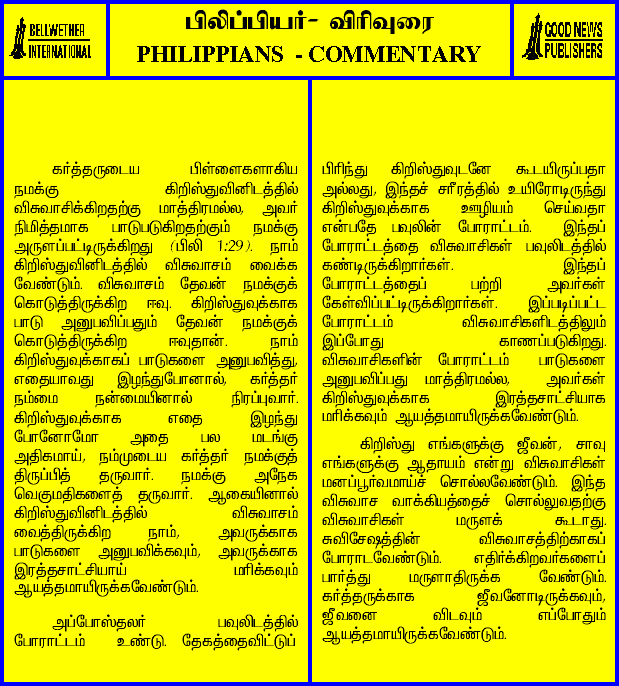 BELLWETHER
INTERNATIONAL
பிலிப்பியர்- விரிவுரை
PHILIPPIANS - COMMENTARY
GOOD NEWS
PUBLISHERS
கர்த்தருடைய பிள்ளைகளாகிய
நமக்கு கிறிஸ்துவினிடத்தில்
விசுவாசிக்கிறதற்கு மாத்திரமல்ல, அவர்
நிமித்தமாக பாடுபடுகிறதற்கும் நமக்கு
அருளப்பட்டிருக்கிறது (பிலி 1:29). நாம்
கிறிஸ்துவினிடத்தில் விசுவாசம் வைக்க
வேண்டும். விசுவாசம் தேவன் நமக்குக்
கொடுத்திருக்கிற ஈவு. கிறிஸ்துவுக்காக
பாடு அனுபவிப்பதும் தேவன் நமக்குக்
கொடுத்திருக்கிற ஈவுதான். நாம்
கிறிஸ்துவுக்காகப் பாடுகளை அனுபவித்து,
எதையாவது இழந்துபோனால், கர்த்தர்
நம்மை நன்மையினால் நிரப்புவார்.
கிறிஸ்துவுக்காக எதை இழந்து
போனோமோ அதை பல மடங்கு
அதிகமாய், நம்முடைய கர்த்தர் நமக்குத்
திருப்பித் தருவார். நமக்கு அநேக
வெகுமதிகளைத் தருவார். ஆகையினால்
கிறிஸ்துவினிடத்தில் விசுவாசம்
வைத்திருக்கிற நாம், அவருக்காக
பாடுகளை அனுபவிக்கவும், அவருக்காக
இரத்தசாட்சியாய் மரிக்கவும்
ஆயத்தமாயிருக்கவேண்டும்.
அப்போஸ்தலர் பவுலிடத்தில்
போராட்டம் உண்டு. தேகத்தைவிட்டுப்
பிரிந்து கிறிஸ்துவுடனே கூடயிருப்பதா
அல்லது, இந்தச் சரீரத்தில் உயிரோடிருந்து
கிறிஸ்துவுக்காக ஊழியம் செய்வதா
என்பதே பவுலின் போராட்டம். இந்தப்
போராட்டத்தை விசுவாசிகள் பவுலிடத்தில்
கண்டிருக்கிறார்கள். இந்தப்
போராட்டத்தைப் பற்றி அவர்கள்
கேள்விப்பட்டிருக்கிறார்கள். இப்படிப்பட்ட
போராட்டம் விசுவாசிகளிடத்திலும்
இப்போது காணப்படுகிறது.
விசுவாசிகளின் போராட்டம் பாடுகளை
அனுபவிப்பது மாத்திரமல்ல, அவர்கள்
கிறிஸ்துவுக்காக இரத்தசாட்சியாக
மரிக்கவும் ஆயத்தமாயிருக்கவேண்டும்.
கிறிஸ்து எங்களுக்கு ஜீவன், சாவு
எங்களுக்கு ஆதாயம் என்று விசுவாசிகள்
மனப்பூர்வமாய்ச் சொல்லவேண்டும். இந்த
விசுவாச வாக்கியத்தைச் சொல்லுவதற்கு
விசுவாசிகள் மருளக் கூடாது.
சுவிசேஷத்தின் விசுவாசத்திற்காகப்
போராடவேண்டும். எதிர்க்கிறவர்களைப்
பார்த்து மருளாதிருக்க வேண்டும்.
கர்த்தருக்காக ஜீவனோடிருக்கவும்,
ஜீவனை விடவும் எப்போதும்
ஆயத்தமாயிருக்கவேண்டும்.